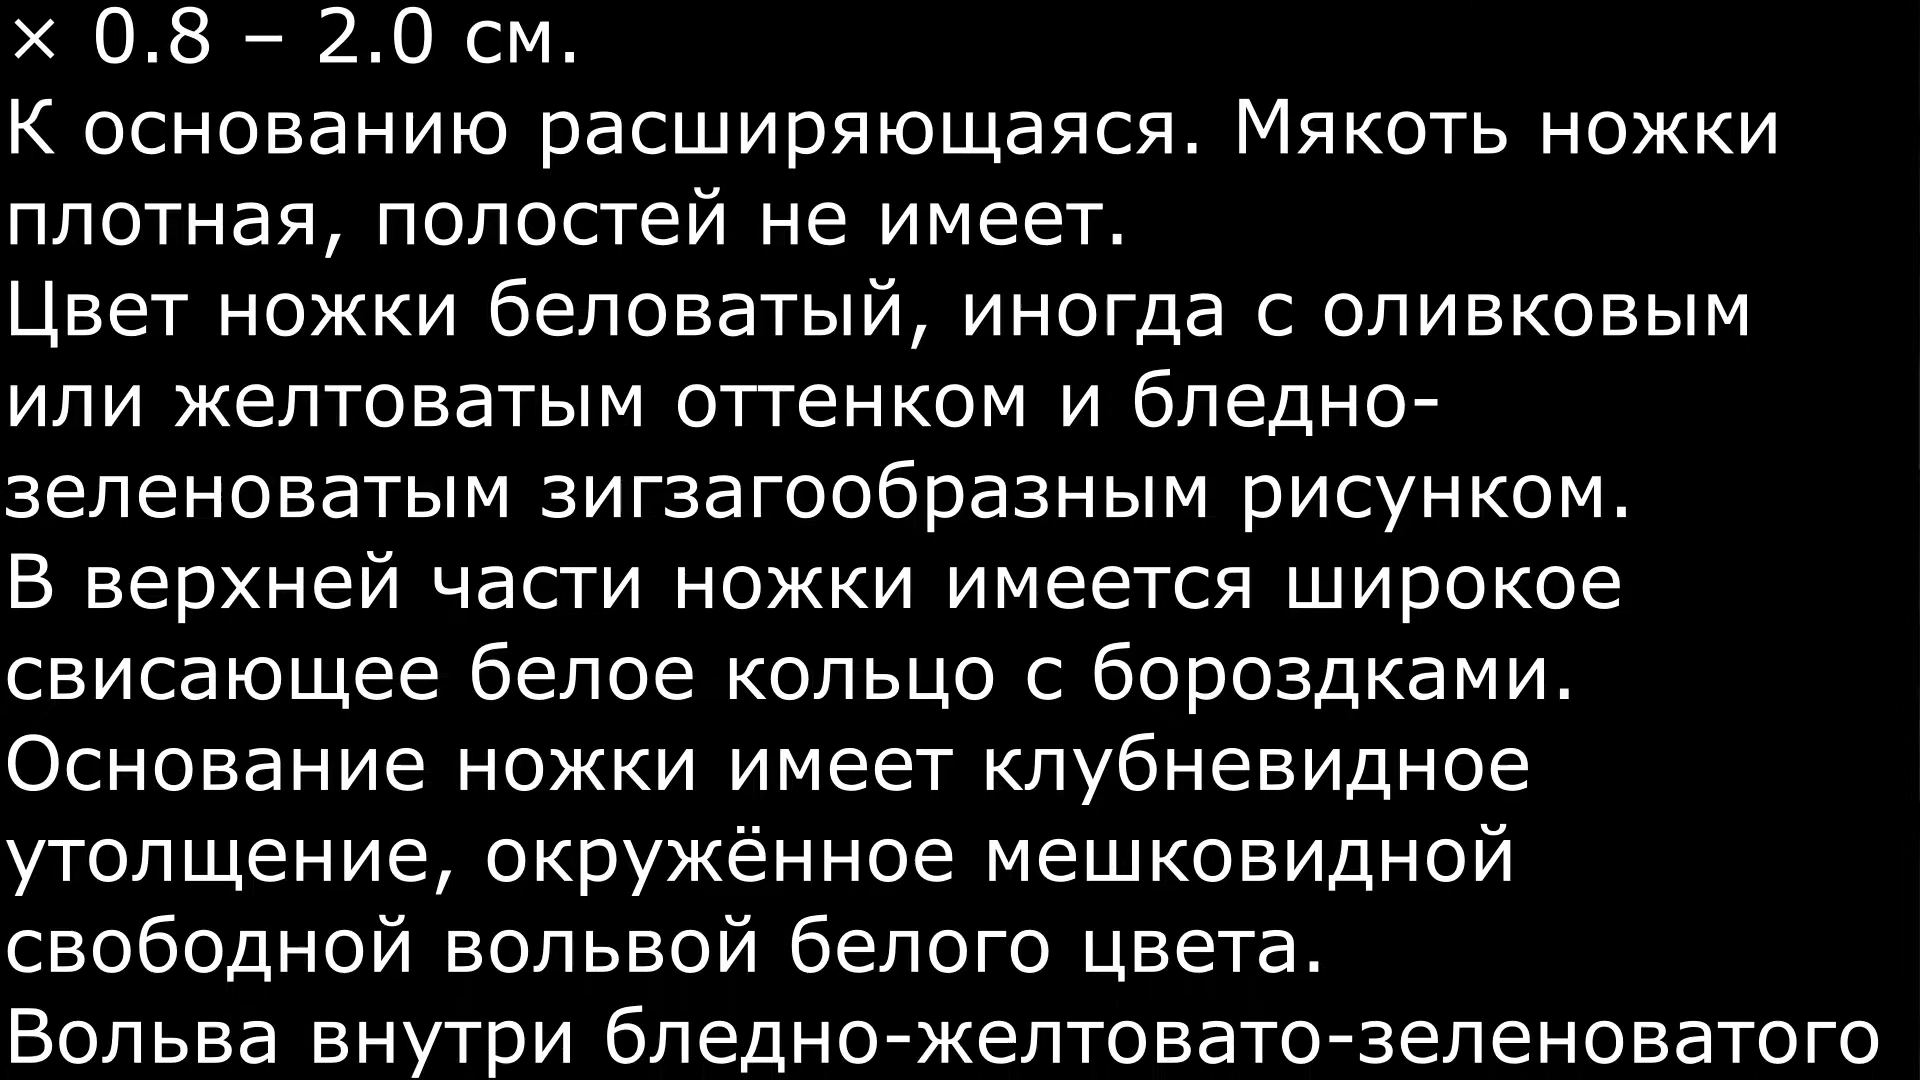 × 0.8 – 2.0 см.
К основанию расширяющаяся. Мякоть ножки
плотная, полостей не имеет.
Цвет ножки беловатый, иногда с оливковым
или желтоватым оттенком и бледно-
зеленоватым зигзагообразным рисунком.
В верхней части ножки имеется широкое
свисающее белое кольцо с бороздками.
Основание ножки имеет клубневидное
утолщение, окружённое мешковидной
свободной вольвой белого цвета.
Вольва внутри бледно-желтовато-зеленоватого